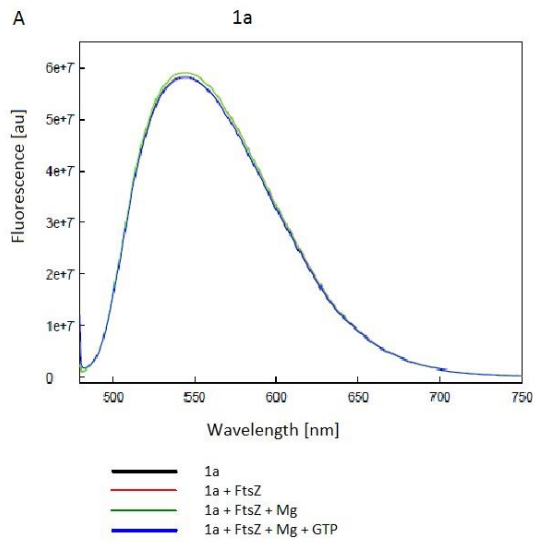 A
1a
Fluorescence [au]
6e+7
5e+7
4e+7
3e+7
2e+7
1e+7
0
500 550 600 650 700 750
Wavelength [nm]
1a
1a + FtsZ
1a + FtsZ + Mg
1a + FtsZ + Mg + GTP